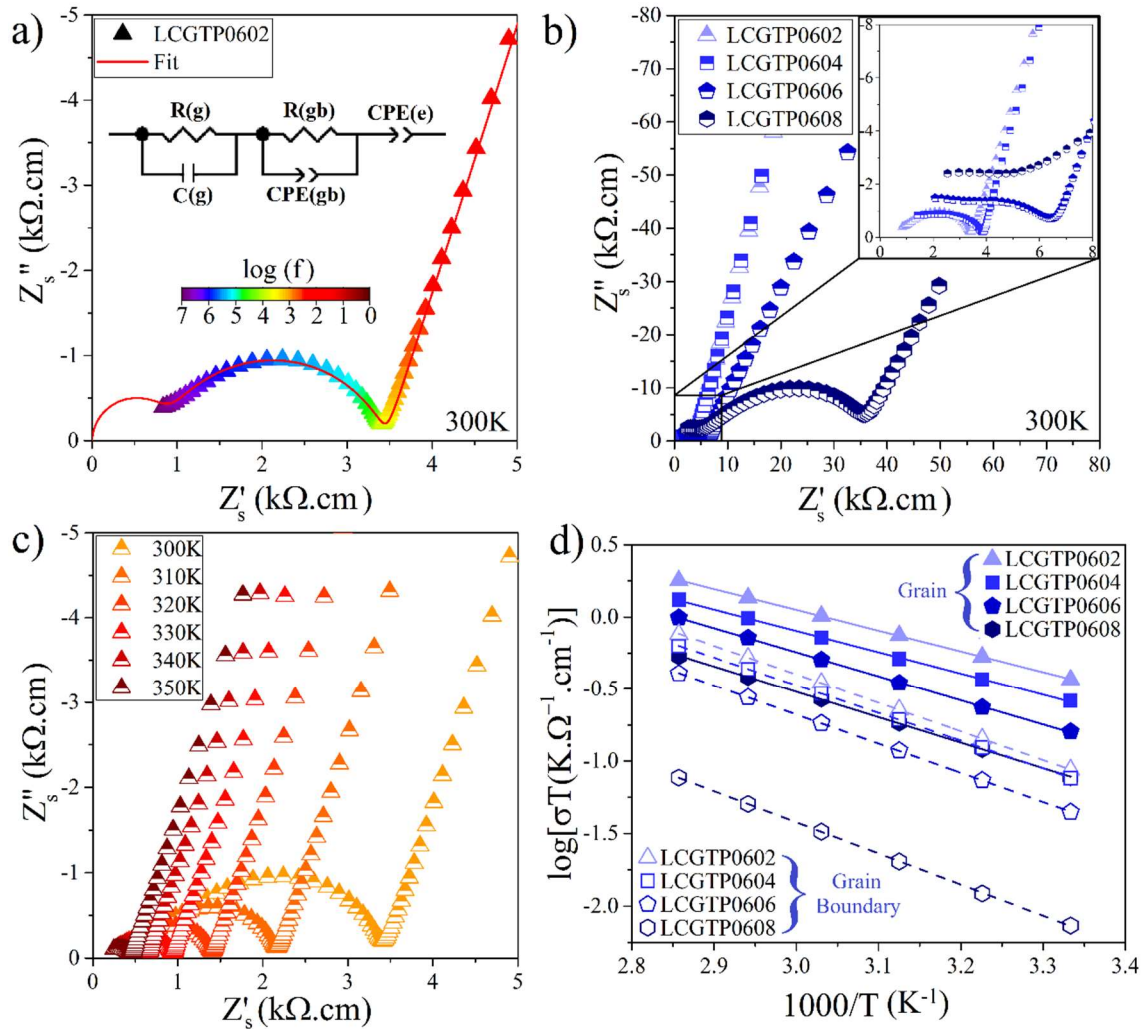 a)
LCGTP0602
Fit
R(g)
R(gb)
CPE(e)
C(g)
CPE(gb)
log (f)
7 6 5 4 3 2 1 0
300K
-5
-4
-3
-2
-1
0
0 1 2 3 4 5
Zs'' (kΩ.cm)
Zs' (kΩ.cm)
b)
LCGTP0602
LCGTP0604
LCGTP0606
LCGTP0608
-80
-70
-60
-50
-40
-30
-20
-10
0
0 10 20 30 40 50 60 70 80
-8
-6
-4
-2
0
0 2 4 6 8
300K
Zs'' (kΩ.cm)
Zs' (kΩ.cm)
c)
300K
310K
320K
330K
340K
350K
-5
-4
-3
-2
-1
0
0 1 2 3 4 5
Zs'' (kΩ.cm)
Zs' (kΩ.cm)
d)
Grain
LCGTP0602
LCGTP0604
LCGTP0606
LCGTP0608
LCGTP0602
LCGTP0604
LCGTP0606
LCGTP0608
Grain
Boundary
0.5
0.0
-0.5
-1.0
-1.5
-2.0
2.8 2.9 3.0 3.1 3.2 3.3 3.4
log[σT(K.Ω⁻¹.cm⁻¹)
1000/T (K⁻¹)